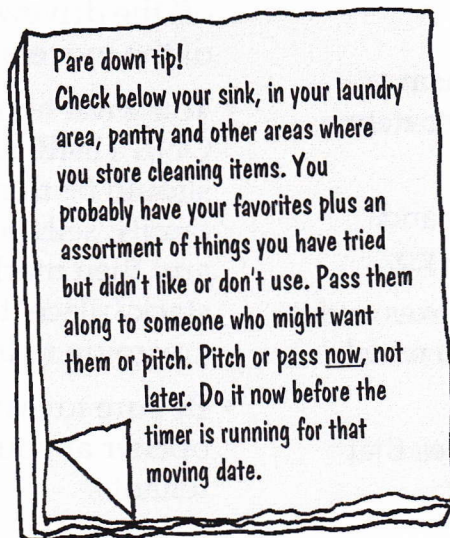 Pare down tip!
Check below your sink, in your laundry
area, pantry and other areas where
you store cleaning items. You
probably have your favorites plus an
assortment of things you have tried
but didn't like or don't use. Pass them
along to someone who might want
them or pitch. Pitch or pass now, not
later. Do it now before the
timer is running for that
moving date.